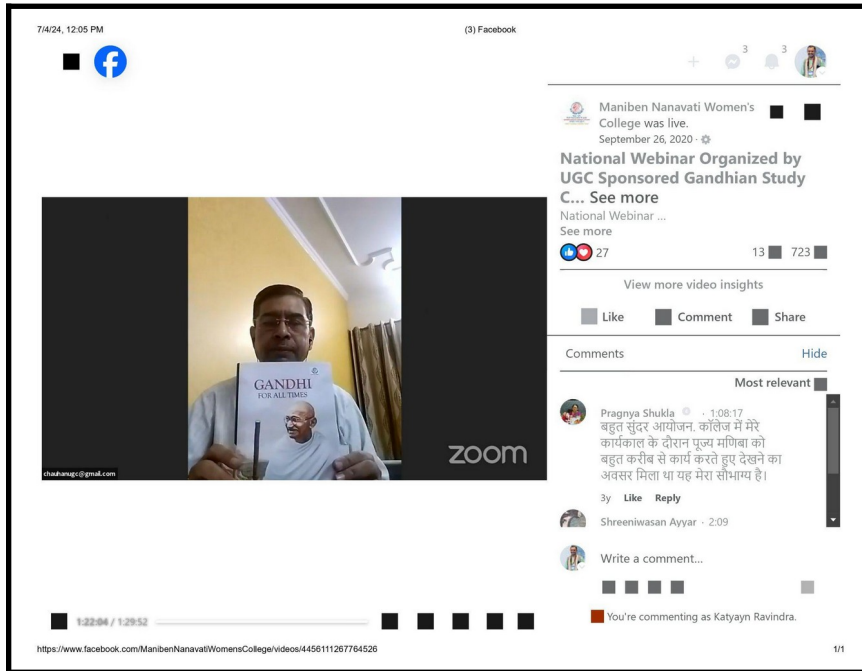 7/4/24, 12:05 PM
(3) Facebook
3
3
Maniben Nanavati Women's
College was live.
September 26, 2020 ·
National Webinar Organized by
UGC Sponsored Gandhian Study
C... See more
National Webinar ...
See more
27
13
723
View more video insights
Like
Comment
Share
Comments
Hide
Most relevant
Pragnya Shukla · 1:08:17
बहुत सुंदर आयोजन. कॉलेज में मेरे
कार्यकाल के दौरान पूज्य मणिबा को
बहुत करीब से कार्य करते हुए देखने का
अवसर मिला था यह मेरा सौभाग्य है।
3y Like Reply
Shreeniwasan Ayyar · 2:09
Write a comment...
You're commenting as Katyayn Ravindra.
GANDHI
FOR ALL TIMES
zoom
chauhanugc@gmail.com
1:22:04 / 1:29:52
https://www.facebook.com/ManibenNanavatiWomensCollege/videos/4456111267764526
1/1